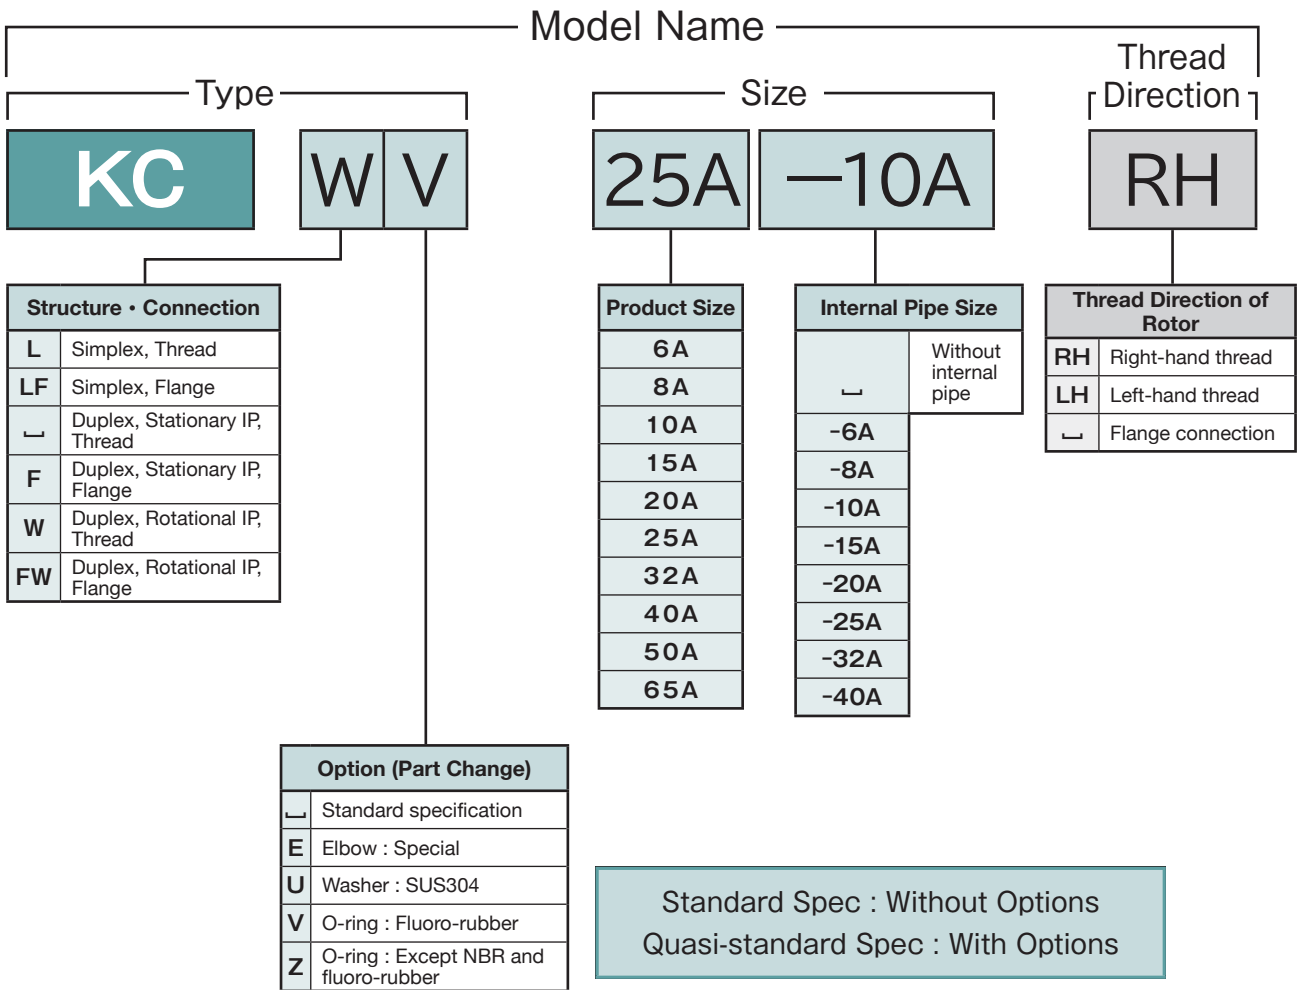 Model Name
Type
Size
Thread
Direction
KC
W
V
25A
−10A
RH
Structure・Connection
L Simplex, Thread
LF Simplex, Flange
⎵ Duplex, Stationary IP,
Thread
F Duplex, Stationary IP,
Flange
W Duplex, Rotational IP,
Thread
FW Duplex, Rotational IP,
Flange
Product Size
6A
8A
10A
15A
20A
25A
32A
40A
50A
65A
Internal Pipe Size
⎵ Without
internal
pipe
-6A
-8A
-10A
-15A
-20A
-25A
-32A
-40A
Thread Direction of
Rotor
RH Right-hand thread
LH Left-hand thread
⎵ Flange connection
Option (Part Change)
⎵ Standard specification
E Elbow : Special
U Washer : SUS304
V O-ring : Fluoro-rubber
Z O-ring : Except NBR and
fluoro-rubber
Standard Spec : Without Options
Quasi-standard Spec : With Options